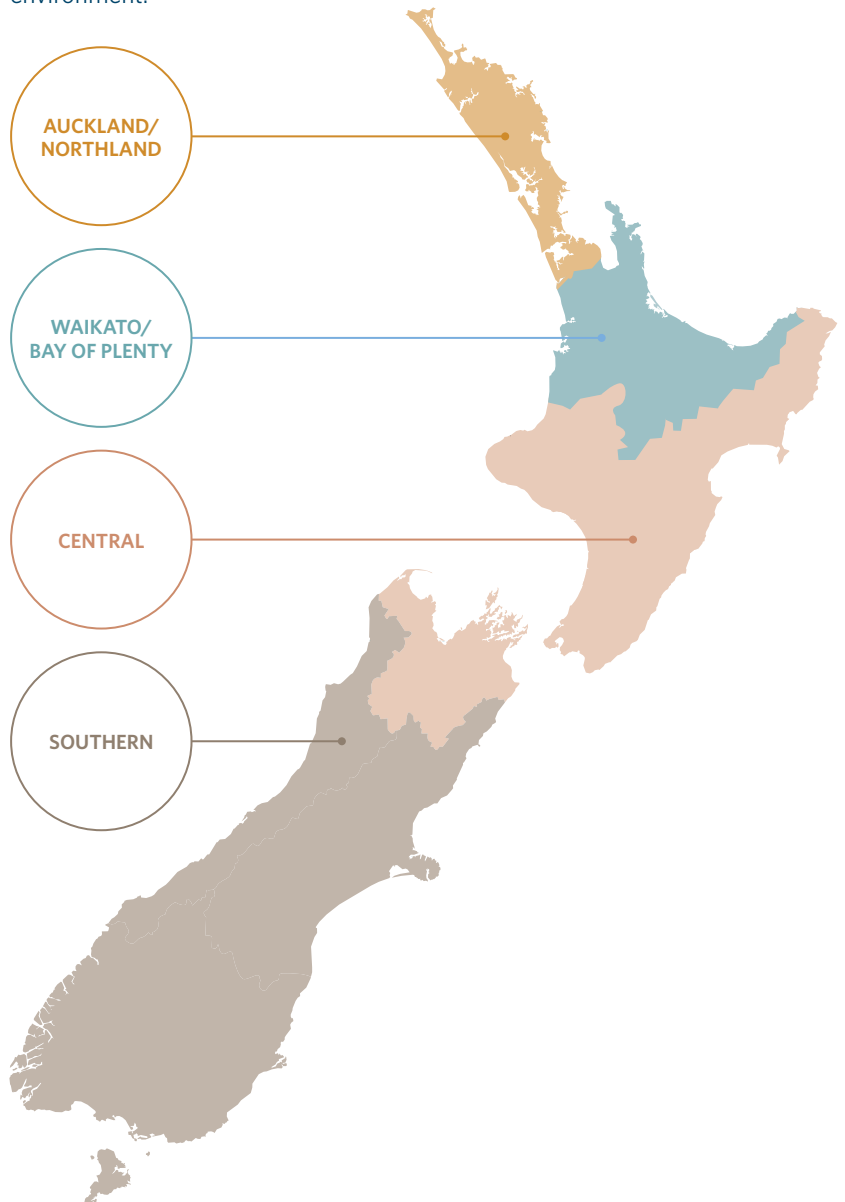 environment.
AUCKLAND/
NORTHLAND
WAIKATO/
BAY OF PLENTY
CENTRAL
SOUTHERN